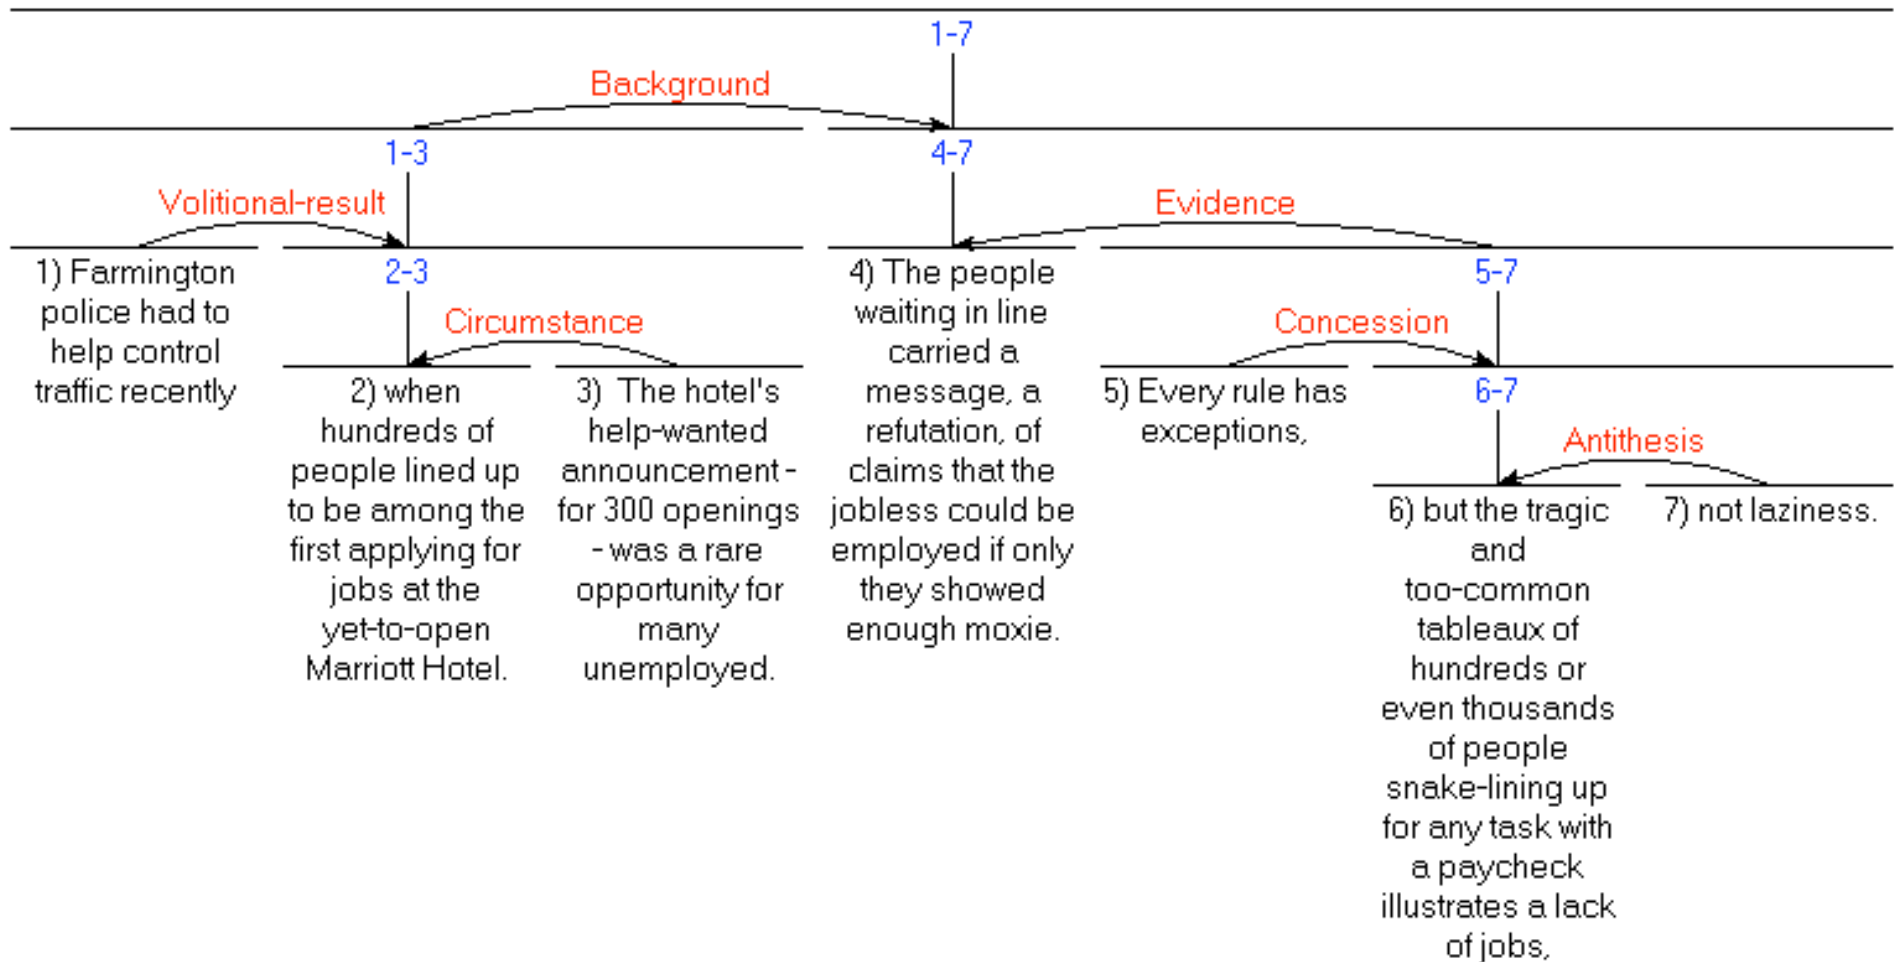 1-7
Background
1-3
4-7
Volitional-result
Evidence
1) Farmington
police had to
help control
traffic recently
2-3
Circumstance
2) when
hundreds of
people lined up
to be among the
first applying for
jobs at the
yet-to-open
Marriott Hotel.
3) The hotel's
help-wanted
announcement -
for 300 openings
- was a rare
opportunity for
many
unemployed.
4) The people
waiting in line
carried a
message, a
refutation, of
claims that the
jobless could be
employed if only
they showed
enough moxie.
5-7
Concession
5) Every rule has
exceptions,
6-7
Antithesis
6) but the tragic
and
too-common
tableaux of
hundreds or
even thousands
of people
snake-lining up
for any task with
a paycheck
illustrates a lack
of jobs,
7) not laziness.